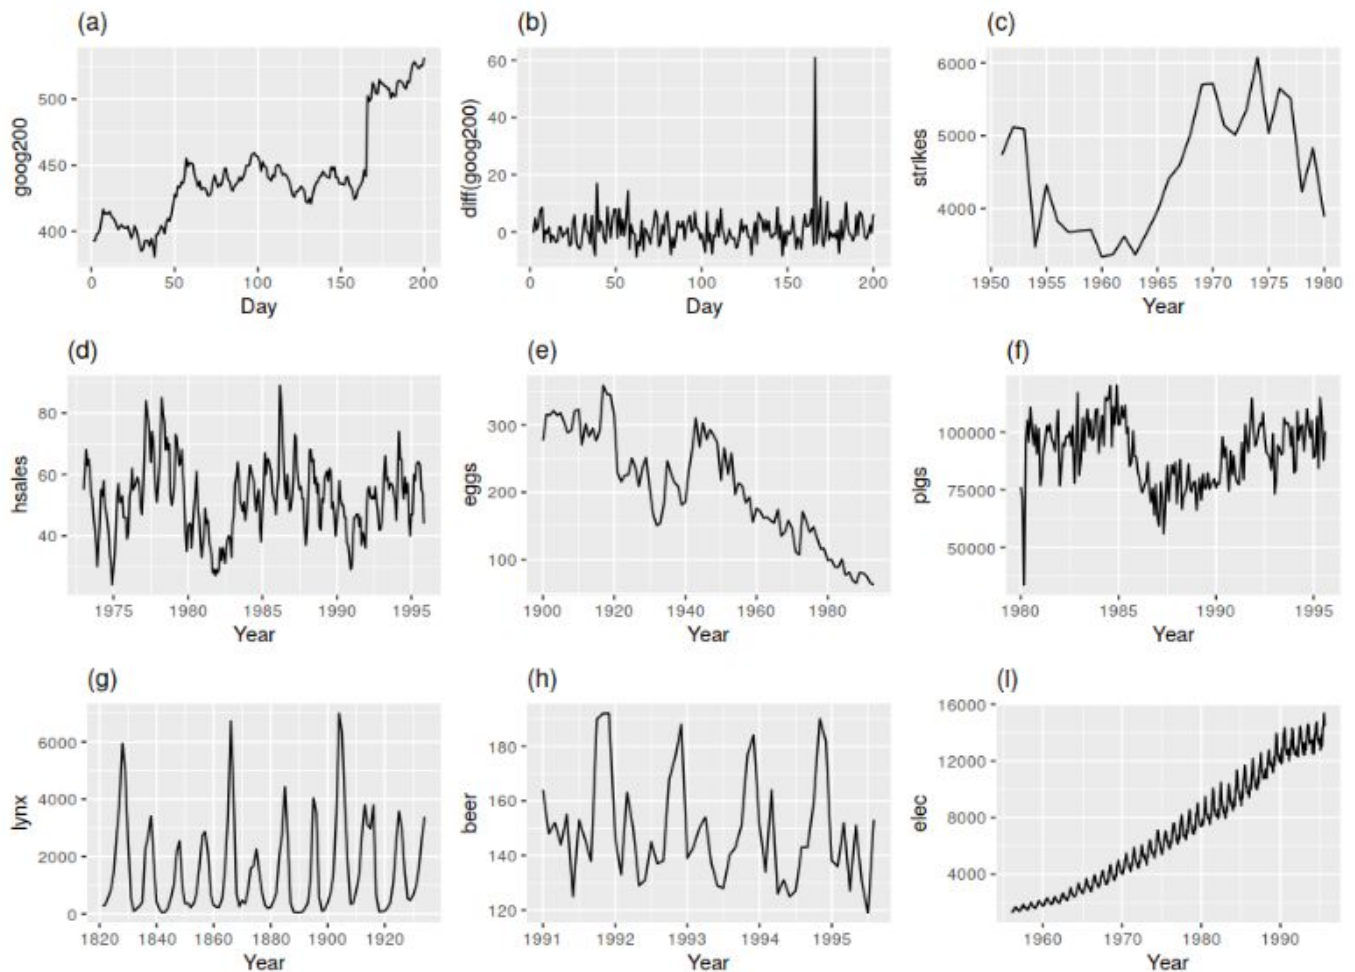 (a)
goog200
500
450
400
0 50 100 150 200
Day
(b)
diff(goog200)
60
40
20
0
0 50 100 150 200
Day
(c)
strikes
6000
5000
4000
1950 1955 1960 1965 1970 1975 1980
Year
(d)
hsales
80
60
40
1975 1980 1985 1990 1995
Year
(e)
eggs
300
200
100
1900 1920 1940 1960 1980
Year
(f)
pigs
100000
75000
50000
1980 1985 1990 1995
Year
(g)
lynx
6000
4000
2000
0
1820 1840 1860 1880 1900 1920
Year
(h)
beer
180
160
140
120
1991 1992 1993 1994 1995
Year
(I)
elec
16000
12000
8000
4000
1960 1970 1980 1990
Year